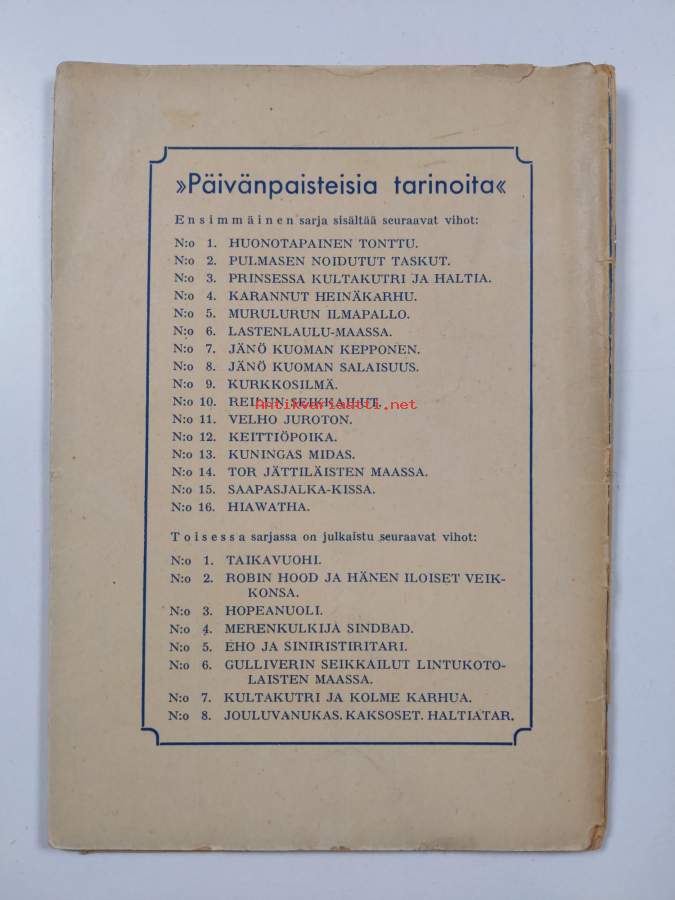 »Päivänpaisteisia tarinoita«
Ensimmäinen sarja sisältää seuraavat vihot:
N:o 1. HUONOTAPAINEN TONTTU.
N:o 2. PULMASEN NOIDUTUT TASKUT.
N:o 3. PRINSESSA KULTAKUTRI JA HALTIA.
N:o 4. KARANNUT HEINÄKARHU.
N:o 5. MURULURUN ILMAPALLO.
N:o 6. LASTENLAULU-MAASSA.
N:o 7. JÄNÖ KUOMAN KEPPONEN.
N:o 8. JÄNÖ KUOMAN SALAISUUS.
N:o 9. KURKKOSILMÄ.
N:o 10. SEIKKAILUT.
Antikvariaatti.net
N:o 11. VELHO JUROTON.
N:o 12. KEITTIÖPOIKA.
N:o 13. KUNINGAS MIDAS.
N:o 14. TOR JÄTTILÄISTEN MAASSA.
N:o 15. SAAPASJALKA-KISSA.
N:o 16. HIAWATHA.
Toisessa sarjassa on julkaistu seuraavat vihot:
N:o 1. TAIKAVUOHI.
N:o 2. ROBIN HOOD JA HÄNEN ILOISET VEIK-
KONSA.
N:o 3. HOPEANUOLI.
N:o 4. MERENKULKIJA SINDBAD.
N:o 5. EHO JA SINIRISTIRITARI.
N:o 6. GULLIVERIN SEIKKAILUT LINTUKOTO-
LAISTEN MAASSA.
N:o 7. KULTAKUTRI JA KOLME KARHUA.
N:o 8. JOULUVANUKAS. KAKSOSET. HALTIATAR.